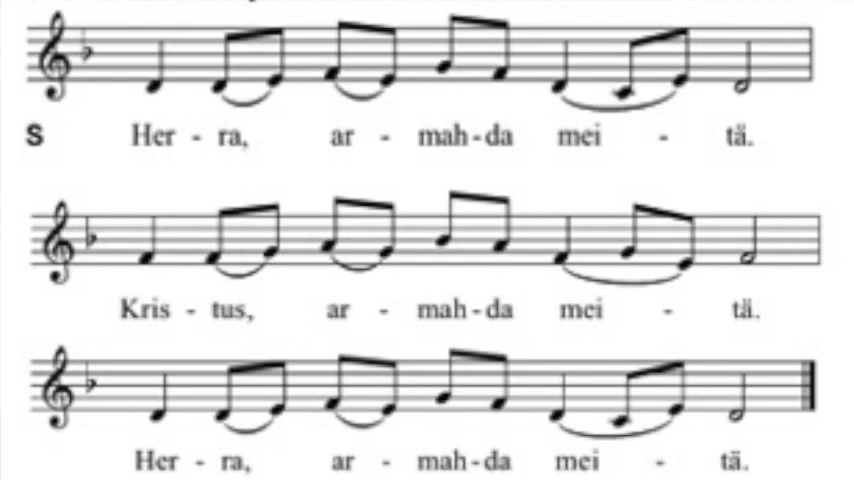 S Her - ra, ar - mah - da mei - tä.
Kris - tus, ar - mah - da mei - tä.
Her - ra, ar - mah - da mei - tä.